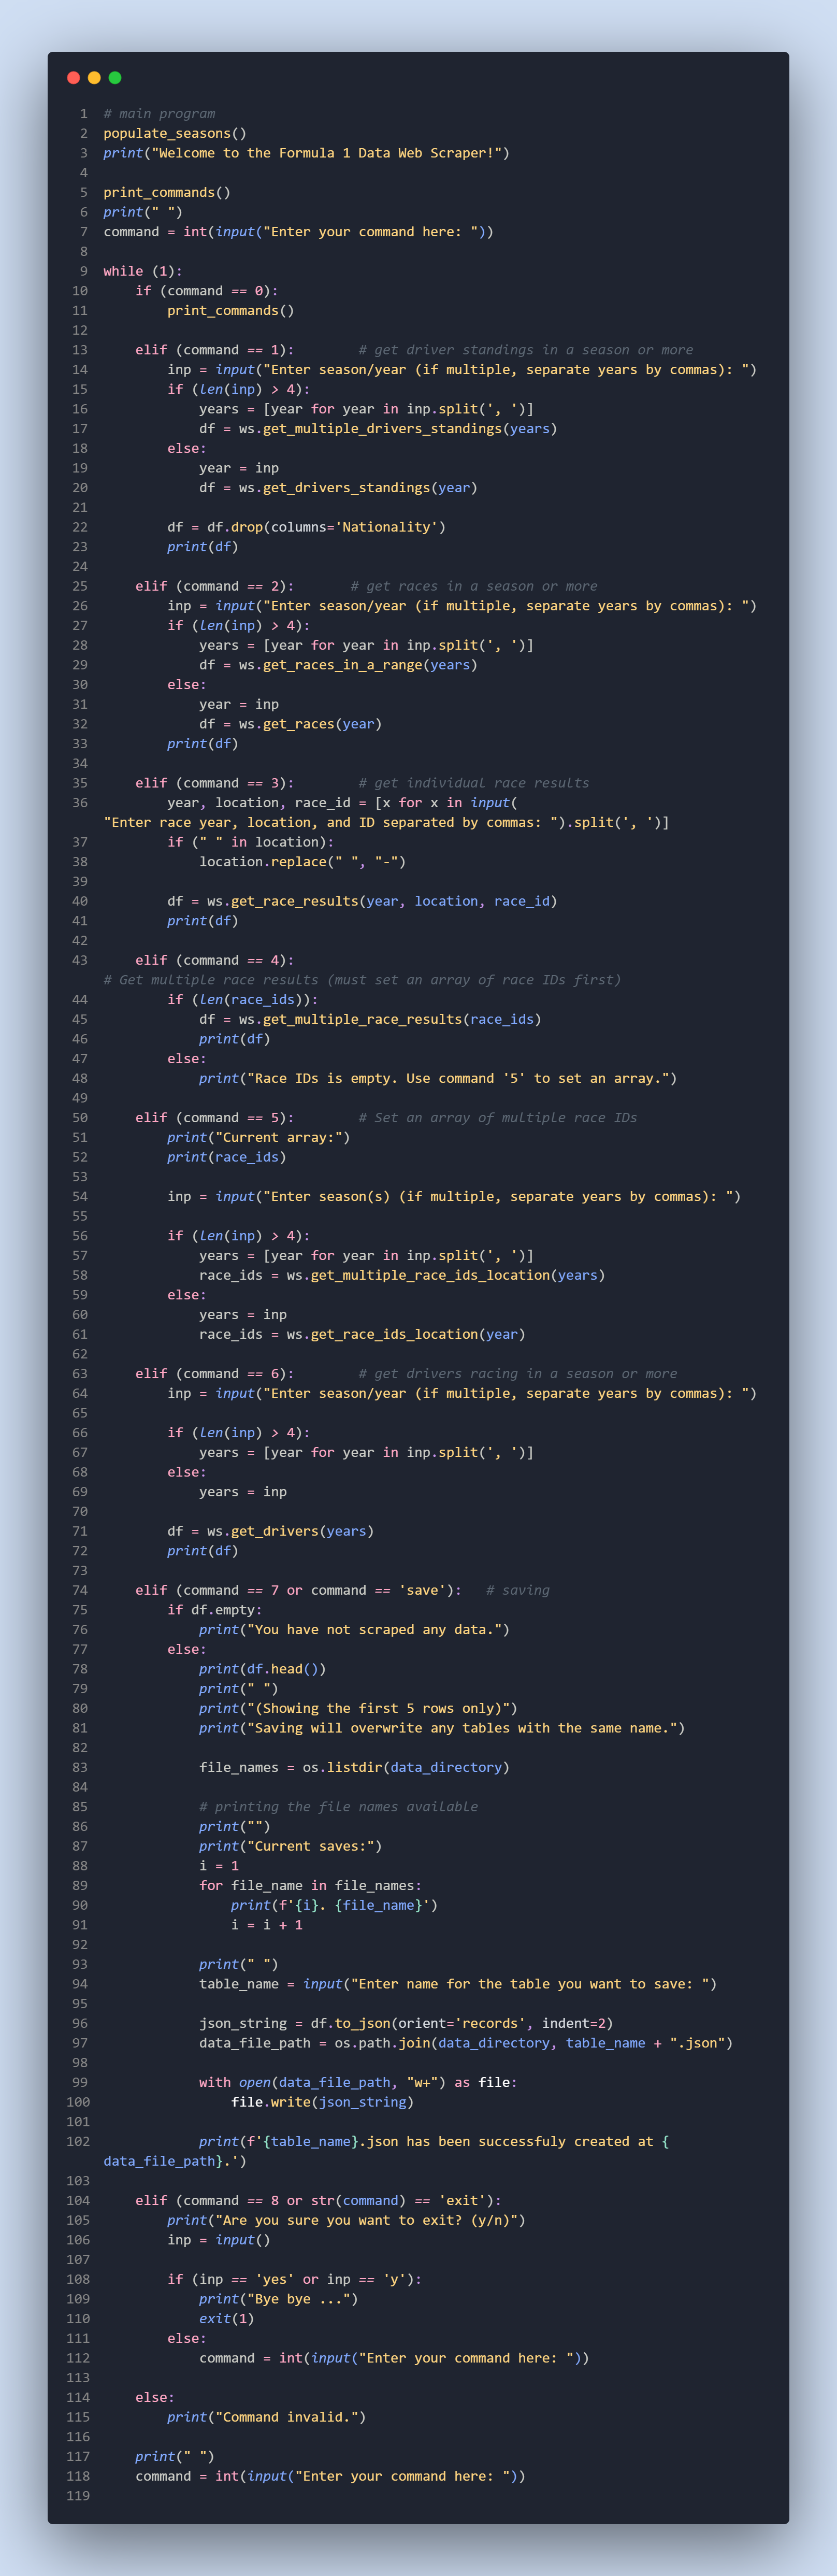 1 # main program
2 populate_seasons()
3 print("Welcome to the Formula 1 Data Web Scraper!")
4
5 print_commands()
6 print(" ")
7 command = int(input("Enter your command here: "))
8
9 while (1):
10     if (command == 0):
11         print_commands()
12
13     elif (command == 1):        # get driver standings in a season or more
14         inp = input("Enter season/year (if multiple, separate years by commas): ")
15         if (len(inp) > 4):
16             years = [year for year in inp.split(', ')]
17             df = ws.get_multiple_drivers_standings(years)
18         else:
19             year = inp
20             df = ws.get_drivers_standings(year)
21
22         df = df.drop(columns='Nationality')
23         print(df)
24
25     elif (command == 2):       # get races in a season or more
26         inp = input("Enter season/year (if multiple, separate years by commas): ")
27         if (len(inp) > 4):
28             years = [year for year in inp.split(', ')]
29             df = ws.get_races_in_a_range(years)
30         else:
31             year = inp
32             df = ws.get_races(year)
33         print(df)
34
35     elif (command == 3):        # get individual race results
36         year, location, race_id = [x for x in input(
"Enter race year, location, and ID separated by commas: ").split(', ')]
37         if (" " in location):
38             location.replace(" ", "-")
39
40         df = ws.get_race_results(year, location, race_id)
41         print(df)
42
43     elif (command == 4):
# Get multiple race results (must set an array of race IDs first)
44         if (len(race_ids)):
45             df = ws.get_multiple_race_results(race_ids)
46             print(df)
47         else:
48             print("Race IDs is empty. Use command '5' to set an array.")
49
50     elif (command == 5):        # Set an array of multiple race IDs
51         print("Current array:")
52         print(race_ids)
53
54         inp = input("Enter season(s) (if multiple, separate years by commas): ")
55
56         if (len(inp) > 4):
57             years = [year for year in inp.split(', ')]
58             race_ids = ws.get_multiple_race_ids_location(years)
59         else:
60             years = inp
61             race_ids = ws.get_race_ids_location(year)
62
63     elif (command == 6):        # get drivers racing in a season or more
64         inp = input("Enter season/year (if multiple, separate years by commas): ")
65
66         if (len(inp) > 4):
67             years = [year for year in inp.split(', ')]
68         else:
69             years = inp
70
71         df = ws.get_drivers(years)
72         print(df)
73
74     elif (command == 7 or command == 'save'):   # saving
75         if df.empty:
76             print("You have not scraped any data.")
77         else:
78             print(df.head())
79             print(" ")
80             print("(Showing the first 5 rows only)")
81             print("Saving will overwrite any tables with the same name.")
82
83             file_names = os.listdir(data_directory)
84
85             # printing the file names available
86             print("")
87             print("Current saves:")
88             i = 1
89             for file_name in file_names:
90                 print(f'{i}. {file_name}')
91                 i = i + 1
92
93             print(" ")
94             table_name = input("Enter name for the table you want to save: ")
95
96             json_string = df.to_json(orient='records', indent=2)
97             data_file_path = os.path.join(data_directory, table_name + ".json")
98
99             with open(data_file_path, "w+") as file:
100                 file.write(json_string)
101
102             print(f'{table_name}.json has been successfuly created at {
data_file_path}.')
103
104     elif (command == 8 or str(command) == 'exit'):
105         print("Are you sure you want to exit? (y/n)")
106         inp = input()
107
108         if (inp == 'yes' or inp == 'y'):
109             print("Bye bye ...")
110             exit(1)
111         else:
112             command = int(input("Enter your command here: "))
113
114     else:
115         print("Command invalid.")
116
117     print(" ")
118     command = int(input("Enter your command here: "))
119